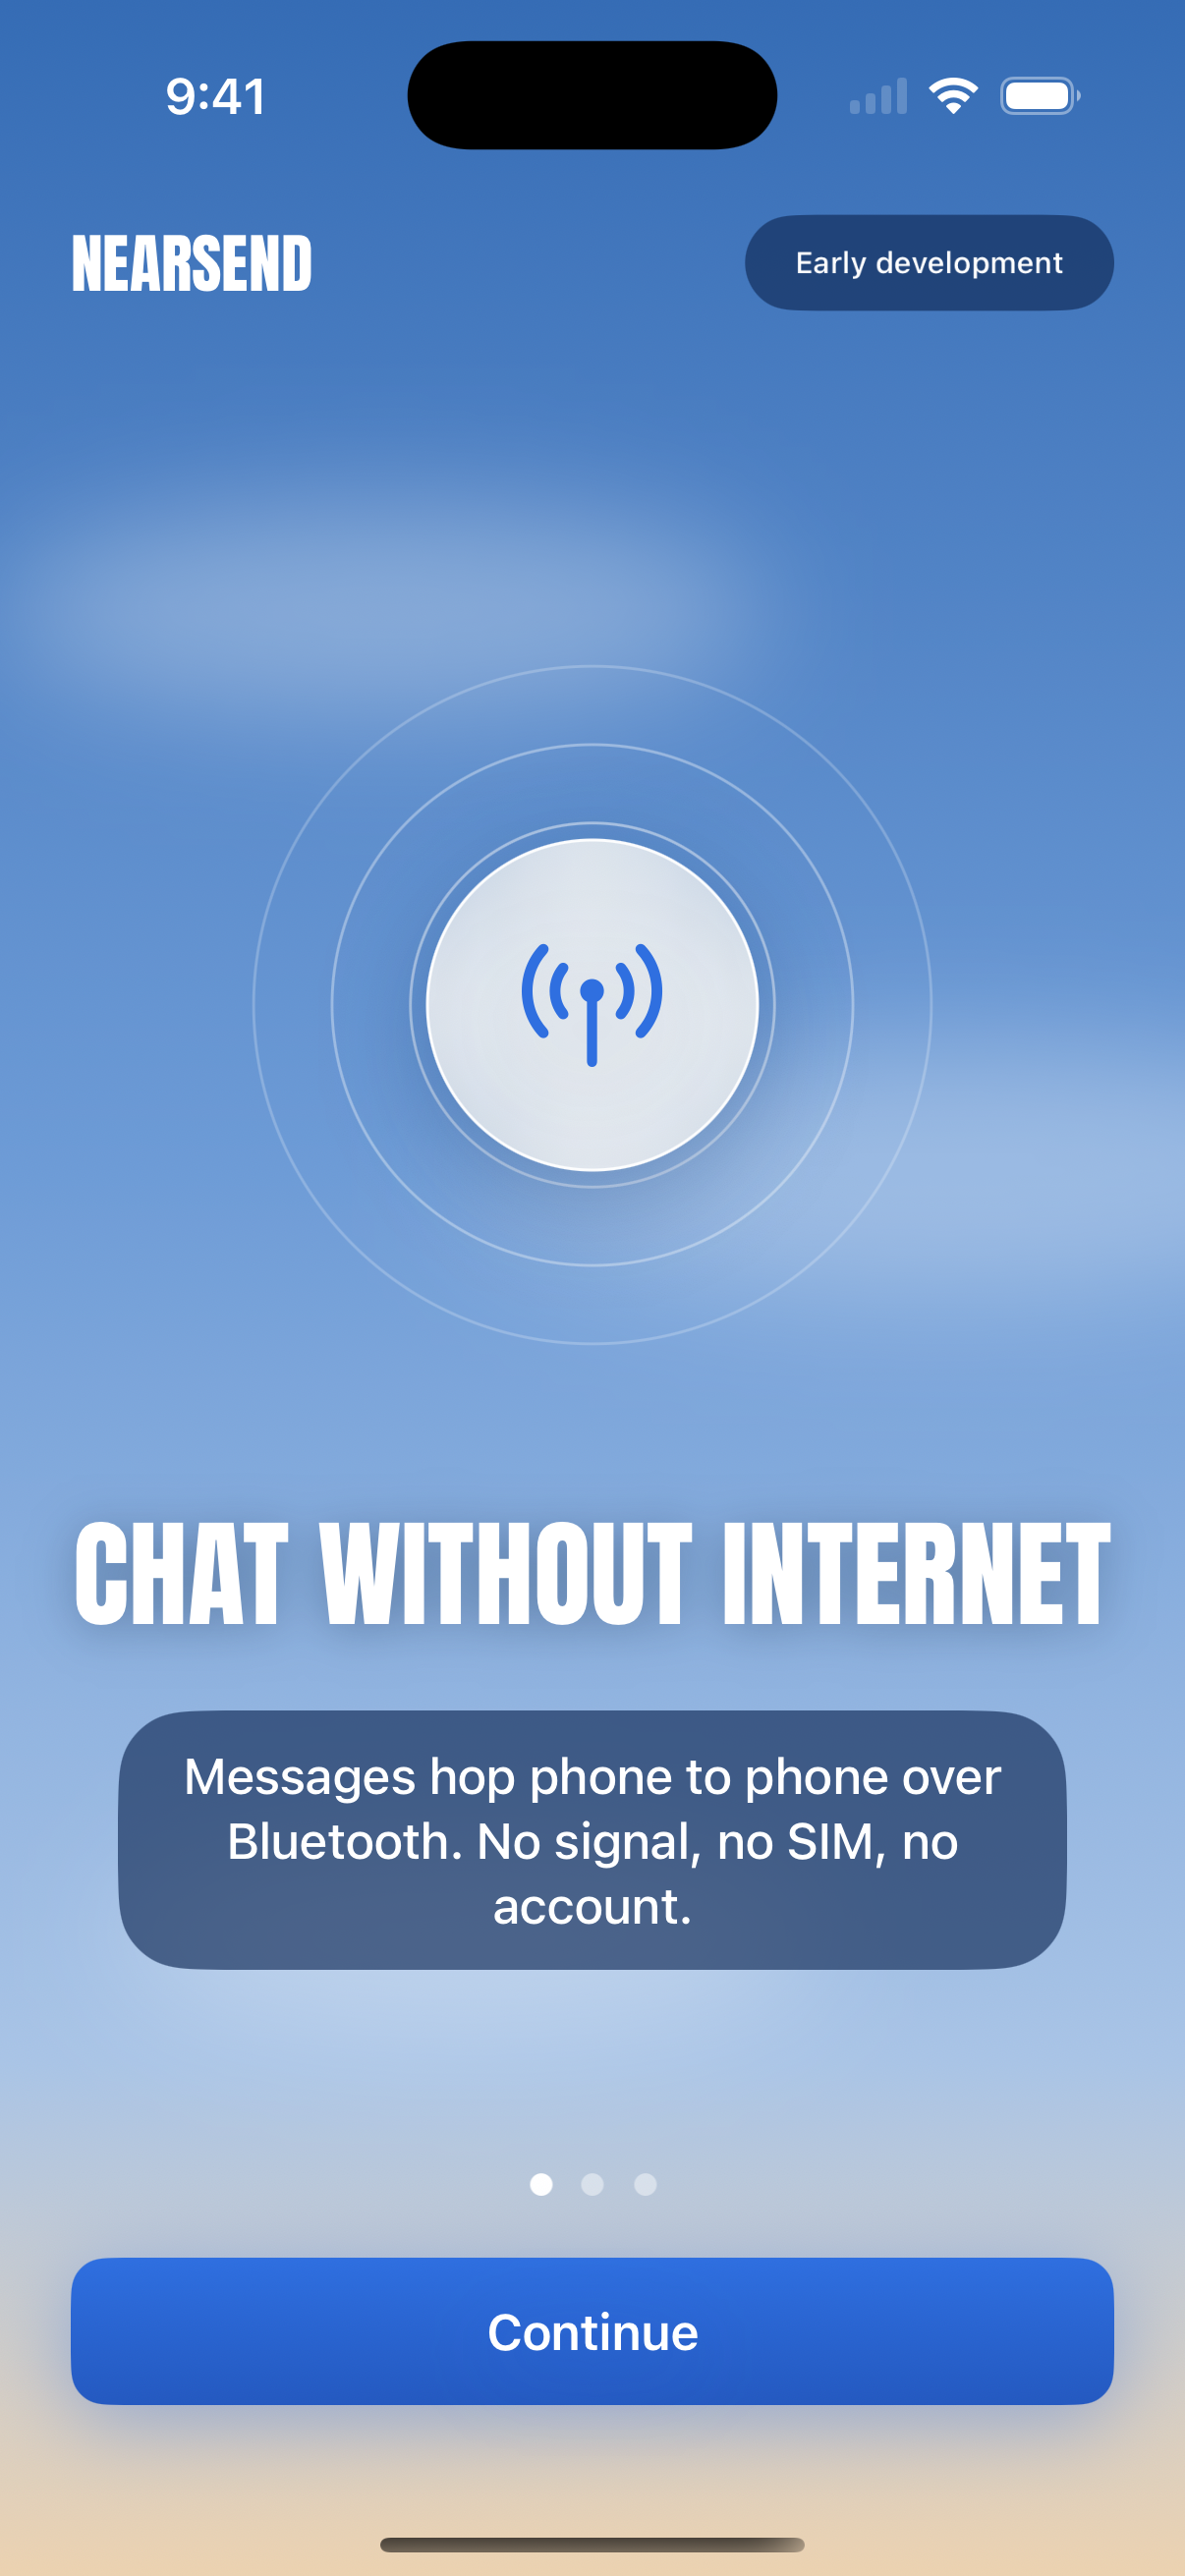 9:41
NEARSEND
Early development
CHAT WITHOUT INTERNET
Messages hop phone to phone over
Bluetooth. No signal, no SIM, no
account.
Continue